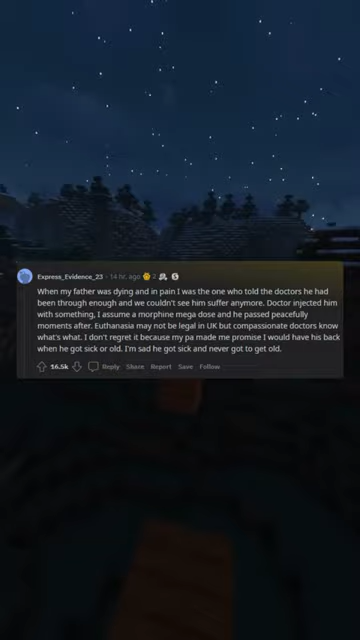 Express_Evidence_23 · 14 hr. ago 2
When my father was dying and in pain I was the one who told the doctors he had
been through enough and we couldn't see him suffer anymore. Doctor injected him
with something, I assume a morphine mega dose and he passed peacefully
moments after. Euthanasia may not be legal in UK but compassionate doctors know
what's what. I don't regret it because my pa made me promise I would have his back
when he got sick or old. I'm sad he got sick and never got to get old.
16.5k Reply Share Report Save Follow